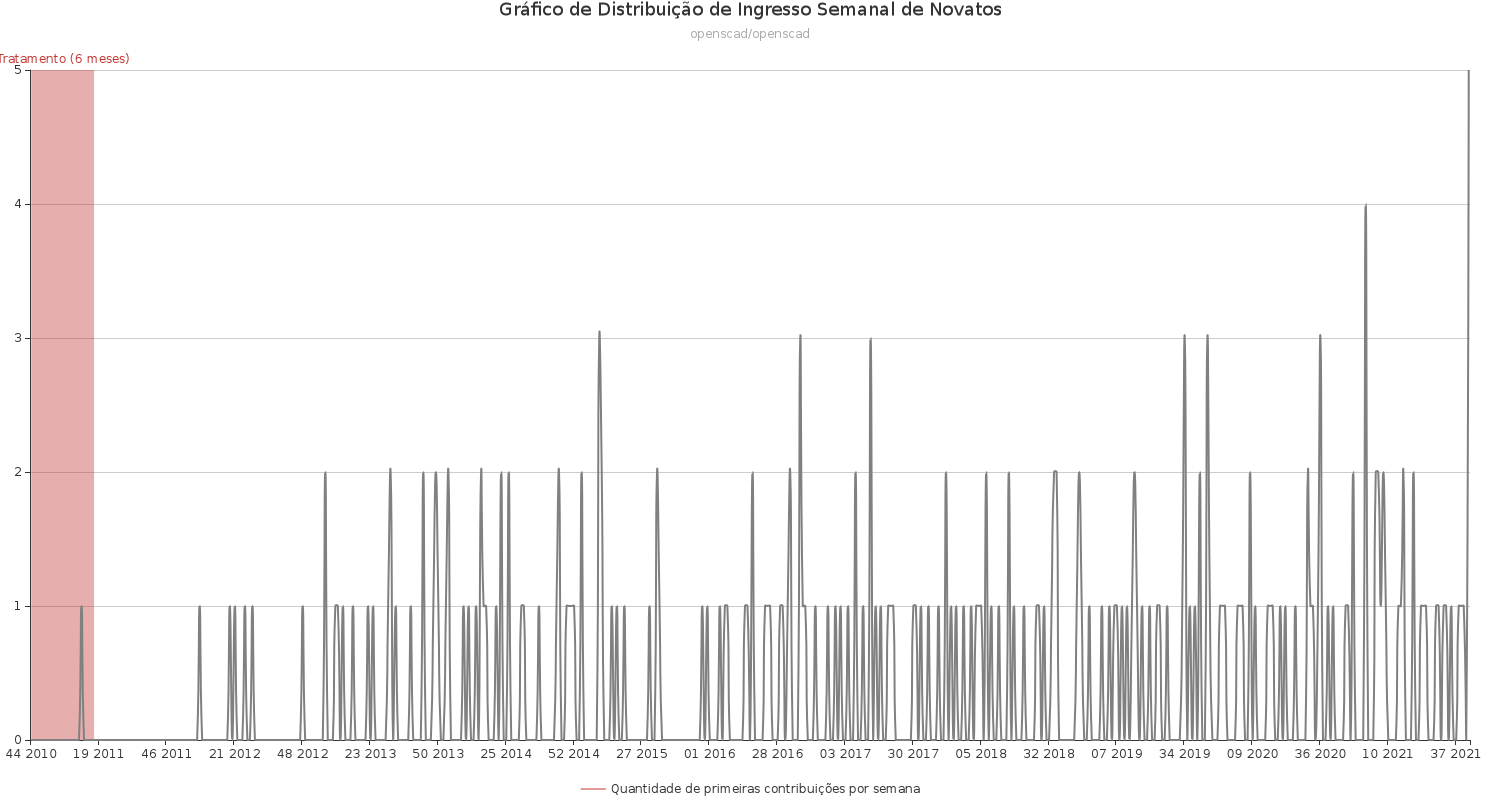 Gráfico de Distribuição de Ingresso Semanal de Novatos
openscad/openscad
Tratamento (6 meses)
5
4
3
2
1
0
44 2010 19 2011 46 2011 21 2012 48 2012 23 2013 50 2013 25 2014 52 2014 27 2015 01 2016 28 2016 03 2017 30 2017 05 2018 32 2018 07 2019 34 2019 09 2020 36 2020 10 2021 37 2021
Quantidade de primeiras contribuições por semana